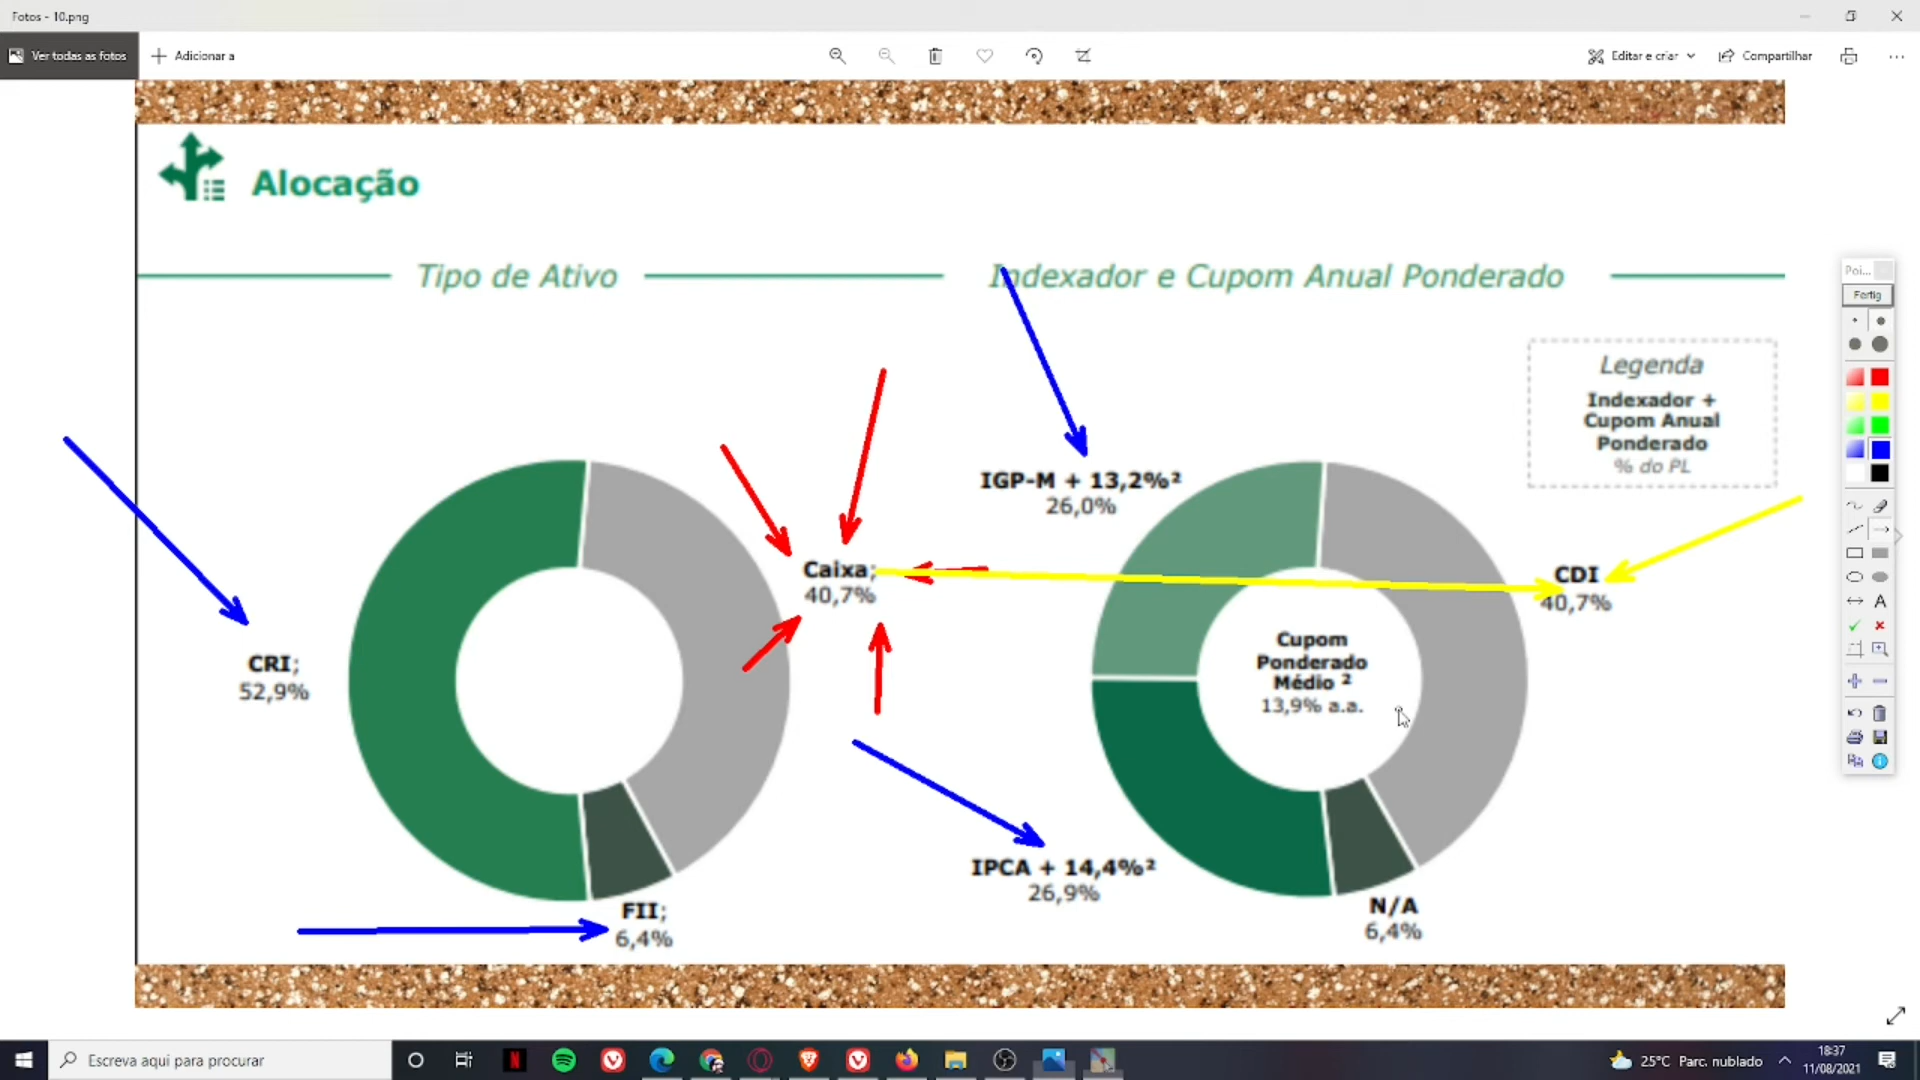 Fotos - 10.png
Ver todas as fotos
Adicionar a
Editar e criar
Compartilhar
Alocação
Tipo de Ativo
Indexador e Cupom Anual Ponderado
Legenda
Indexador +
Cupom Anual
Ponderado
% do PL
Poi...
Fertig
IGP-M + 13,2%²
26,0%
Caixa;
40,7%
CDI
40,7%
Cupom
Ponderado
Médio ²
13,9% a.a.
CRI;
52,9%
IPCA + 14,4%²
26,9%
FII;
6,4%
N/A
6,4%
A
Escreva aqui para procurar
25°C Parc. nublado
18:37
11/08/2021